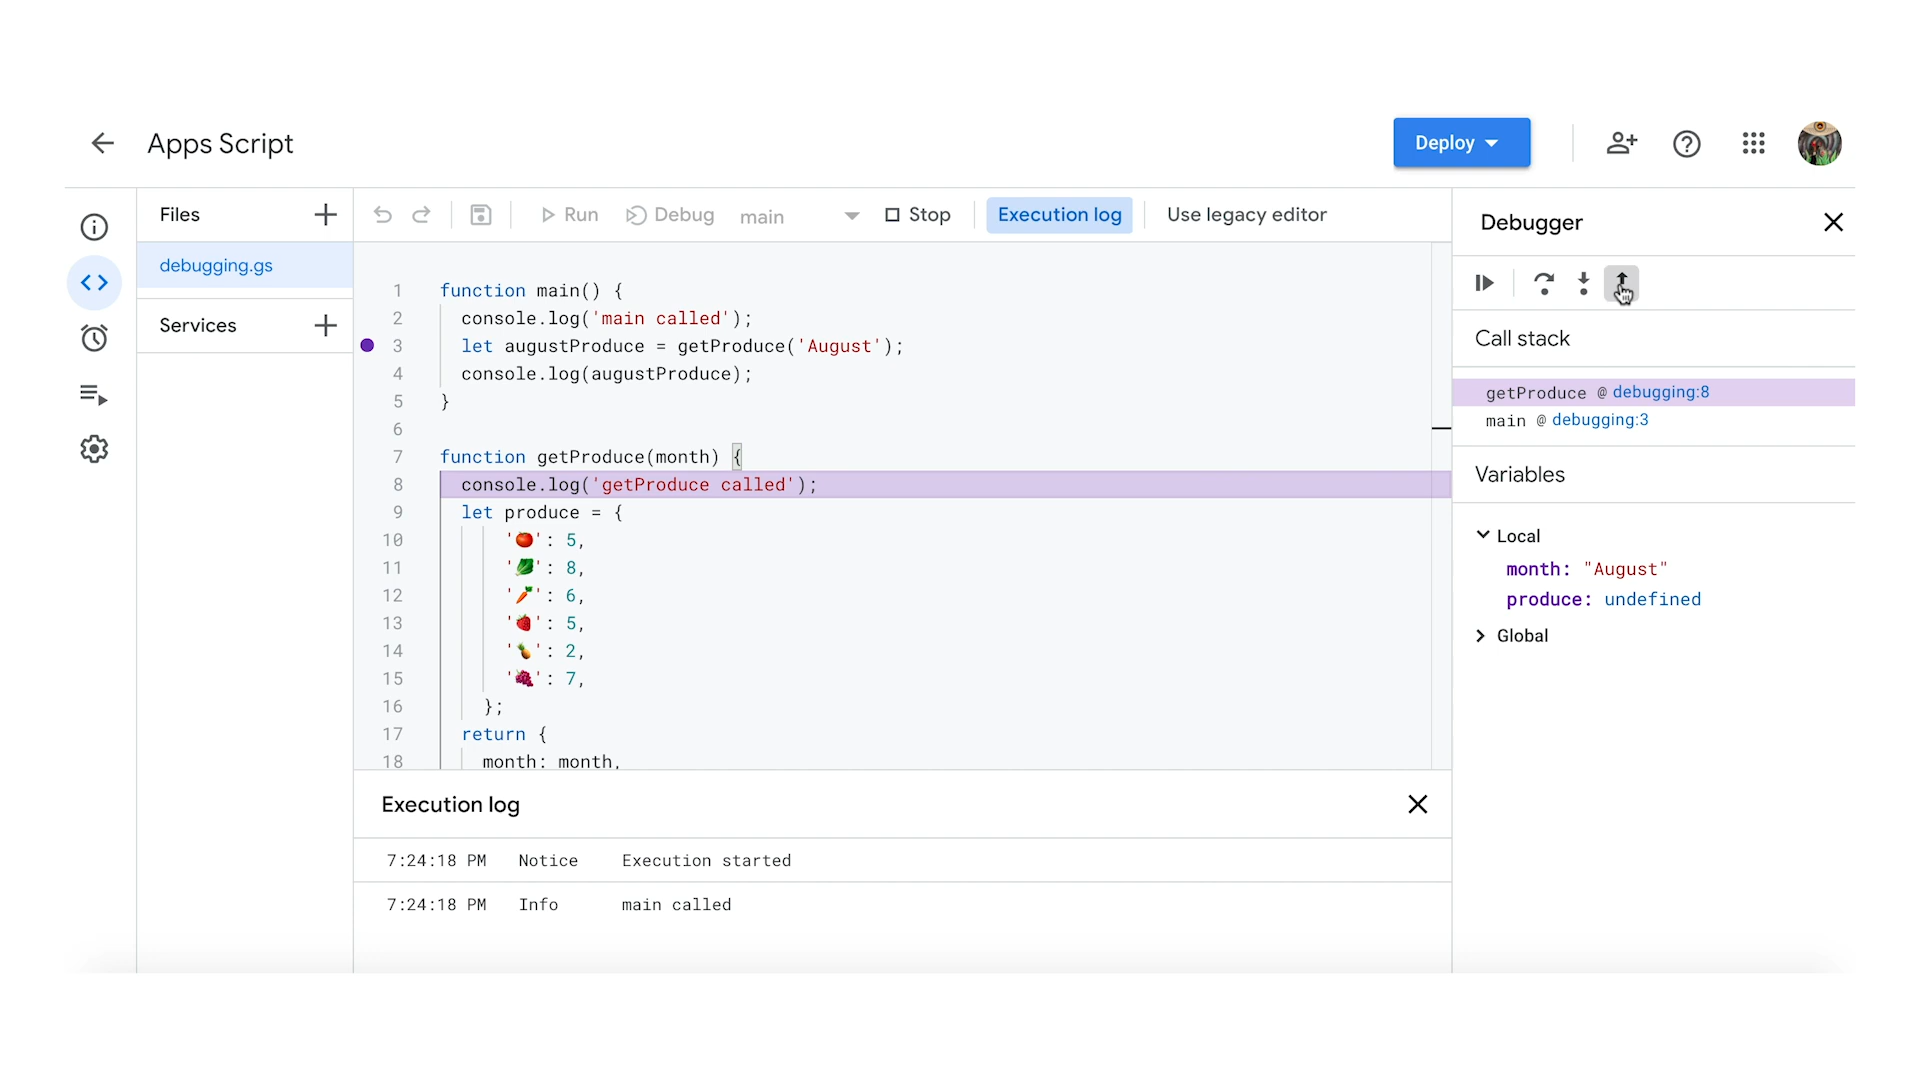 Apps Script
Deploy
Files
Run
Debug
main
Stop
Execution log
Use legacy editor
Debugger
debugging.gs
Services
1 function main() {
2 console.log('main called');
3 let augustProduce = getProduce('August');
4 console.log(augustProduce);
5 }
6
7 function getProduce(month) {
8 console.log('getProduce called');
9 let produce = {
10 '🍅': 5,
11 '🥬': 8,
12 '🥕': 6,
13 '🍓': 5,
14 '🍍': 2,
15 '🍇': 7,
16 };
17 return {
18 month: month,
Call stack
getProduce @ debugging:8
main @ debugging:3
Variables
Local
month: "August"
produce: undefined
Global
Execution log
7:24:18 PM Notice Execution started
7:24:18 PM Info main called